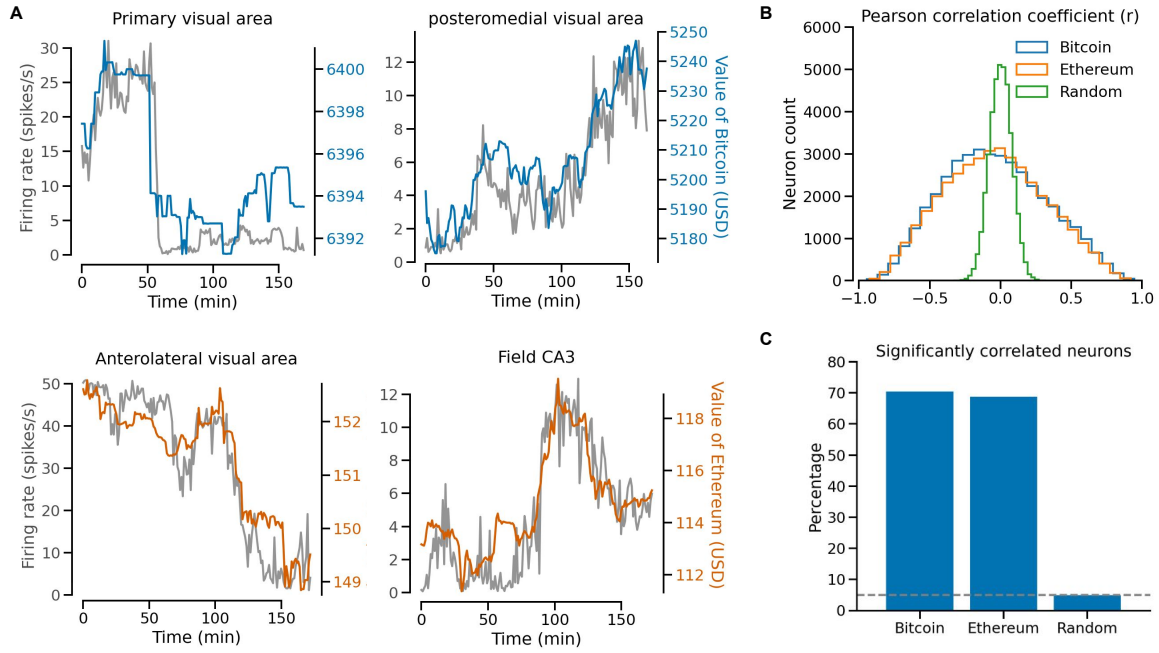 A
Primary visual area
Firing rate (spikes/s)
30
25
20
15
10
5
0
6400
6398
6396
6394
6392
0 50 100 150
Time (min)
posteromedial visual area
12
10
8
6
4
2
0
5250
5240
5230
5220
5210
5200
5190
5180
Value of Bitcoin (USD)
0 50 100 150
Time (min)
Anterolateral visual area
Firing rate (spikes/s)
50
40
30
20
10
0
152
151
150
149
0 50 100 150
Time (min)
Field CA3
12
10
8
6
4
2
0
118
116
114
112
Value of Ethereum (USD)
0 50 100 150
Time (min)
B
Pearson correlation coefficient (r)
Neuron count
6000
5000
4000
3000
2000
1000
0
Bitcoin
Ethereum
Random
−1.0 −0.5 0.0 0.5 1.0
C
Significantly correlated neurons
Percentage
80
70
60
50
40
30
20
10
0
Bitcoin Ethereum Random